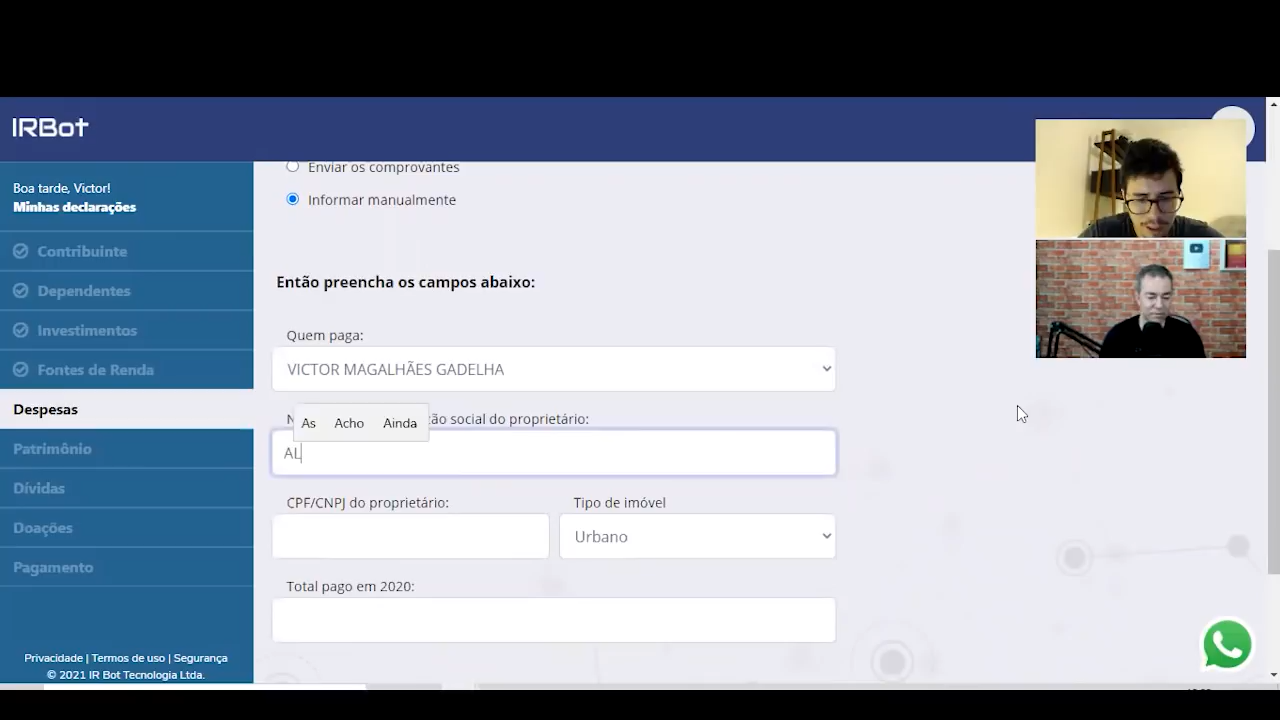 IRBot
Boa tarde, Victor!
Minhas declarações
Contribuinte
Dependentes
Investimentos
Fontes de Renda
Despesas
Patrimônio
Dívidas
Doações
Pagamento
Privacidade | Termos de uso | Segurança
© 2021 IR Bot Tecnologia Ltda.
Enviar os comprovantes
Informar manualmente
Então preencha os campos abaixo:
Quem paga:
VICTOR MAGALHÃES GADELHA
As Acho Ainda
social do proprietário:
AL
CPF/CNPJ do proprietário: Tipo de imóvel
Urbano
Total pago em 2020: